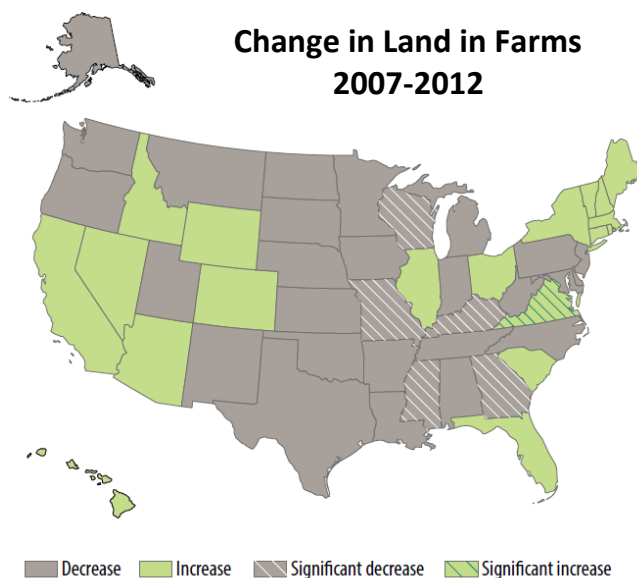 Change in Land in Farms
2007-2012
Decrease Increase Significant decrease Significant increase